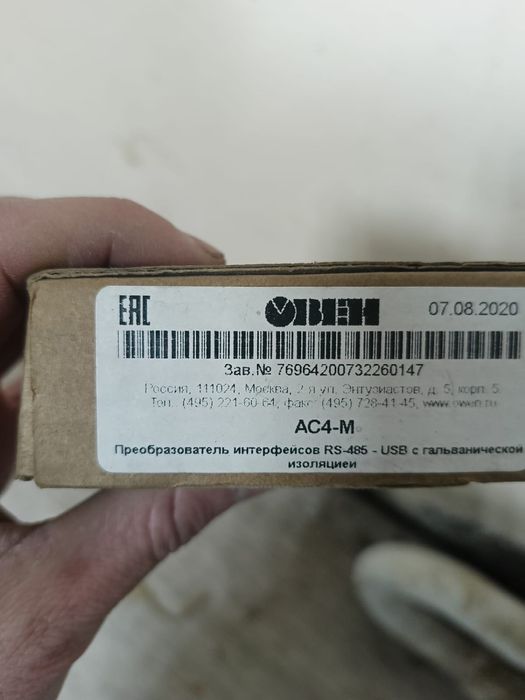 EAC
ОВЕН
07.08.2020
Зав.№ 76964200732260147
Россия, 111024, Москва, 2-я ул. Энтузиастов, д. 5, корп. 5.
Тел. (495) 221-60-64, факс: (495) 728-41-45, www.owen.ru
АС4-М
Преобразователь интерфейсов RS-485 - USB с гальванической
изоляцией